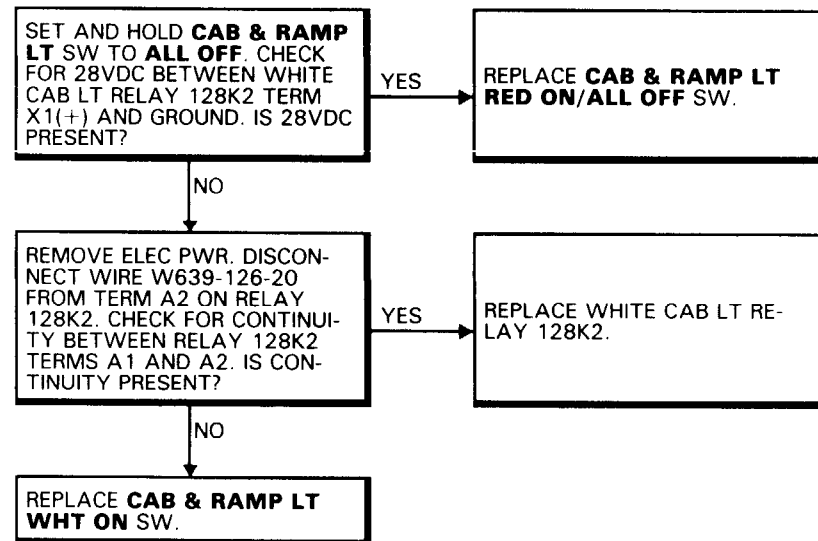 SET AND HOLD CAB & RAMP
LT SW TO ALL OFF. CHECK
FOR 28VDC BETWEEN WHITE
CAB LT RELAY 128K2 TERM
X1(+) AND GROUND. IS 28VDC
PRESENT?
YES
REPLACE CAB & RAMP LT
RED ON/ALL OFF SW.
NO
REMOVE ELEC PWR. DISCON-
NECT WIRE W639-126-20
FROM TERM A2 ON RELAY
128K2. CHECK FOR CONTINUI-
TY BETWEEN RELAY 128K2
TERMS A1 AND A2. IS CON-
TINUITY PRESENT?
YES
REPLACE WHITE CAB LT RE-
LAY 128K2.
NO
REPLACE CAB & RAMP LT
WHT ON SW.